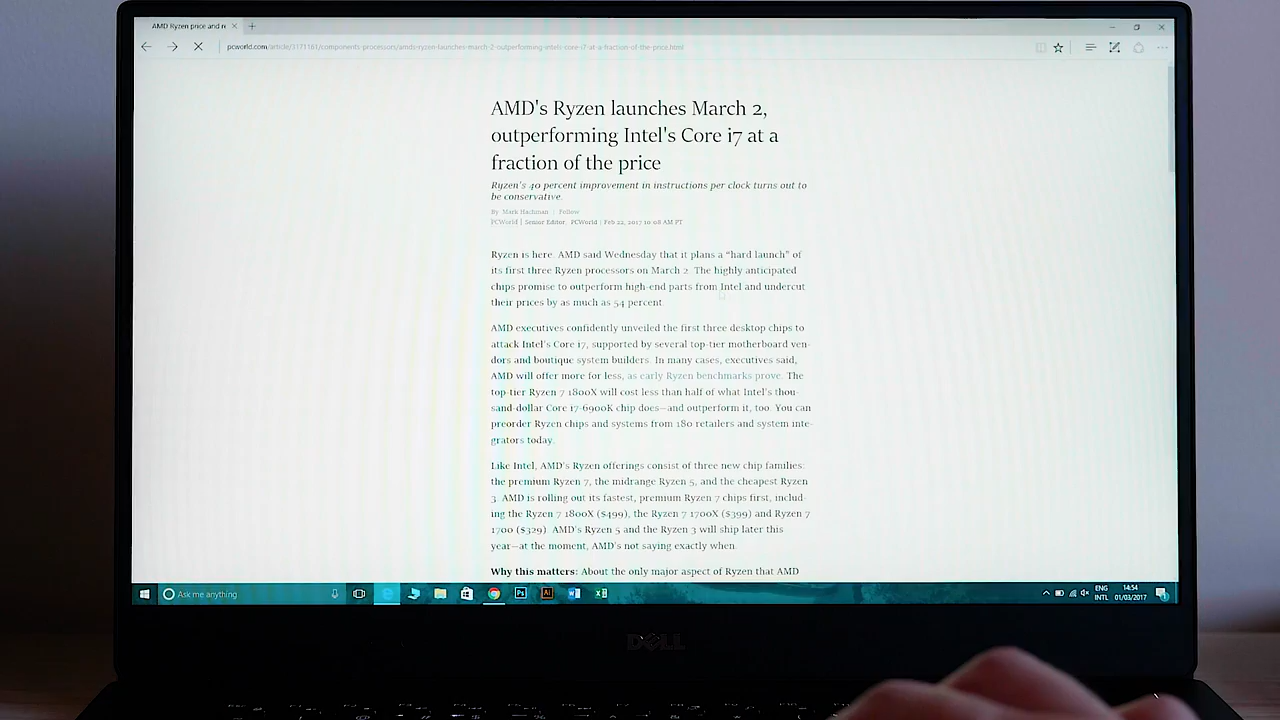 AMD Ryzen price and re
pcworld.com/article/3171181/components-processors/amds-ryzen-launches-march-2-outperforming-intels-core-i7-at-a-fraction-of-the-price.html
AMD's Ryzen launches March 2,
outperforming Intel's Core i7 at a
fraction of the price
Ryzen's 40 percent improvement in instructions per clock turns out to
be conservative.
By Mark Hachman | Follow
PCWorld | Senior Editor, PCWorld | Feb 22, 2017 10:08 AM PT
Ryzen is here. AMD said Wednesday that it plans a “hard launch” of
its first three Ryzen processors on March 2. The highly anticipated
chips promise to outperform high-end parts from Intel and undercut
their prices by as much as 54 percent.
AMD executives confidently unveiled the first three desktop chips to
attack Intel's Core i7, supported by several top-tier motherboard ven-
dors and boutique system builders. In many cases, executives said,
AMD will offer more for less, as early Ryzen benchmarks prove. The
top-tier Ryzen 7 1800X will cost less than half of what Intel's thou-
sand-dollar Core i7-6900K chip does—and outperform it, too. You can
preorder Ryzen chips and systems from 180 retailers and system inte-
grators today.
Like Intel, AMD's Ryzen offerings consist of three new chip families:
the premium Ryzen 7, the midrange Ryzen 5, and the cheapest Ryzen
3. AMD is rolling out its fastest, premium Ryzen 7 chips first, includ-
ing the Ryzen 7 1800X ($499), the Ryzen 7 1700X ($399) and Ryzen 7
1700 ($329). AMD's Ryzen 5 and the Ryzen 3 will ship later this
year—at the moment, AMD's not saying exactly when.
Why this matters: About the only major aspect of Ryzen that AMD
Ask me anything
Ps
Ai
ENG
INTL
14:54
01/03/2017
DELL